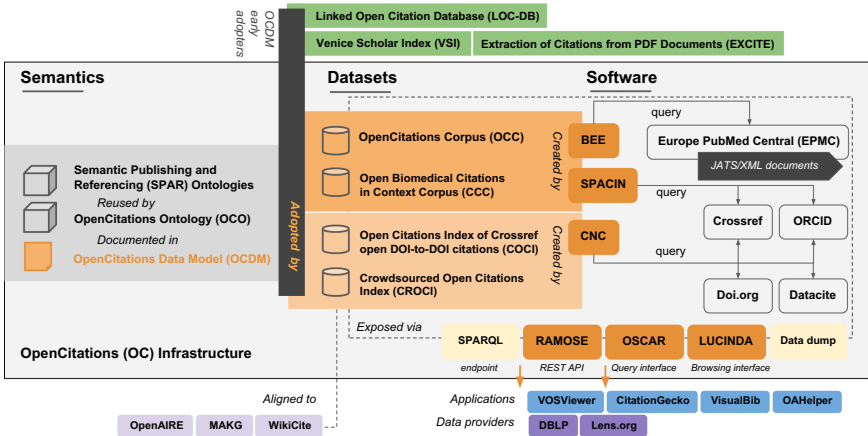 OCDM
early
adopters
Linked Open Citation Database (LOC-DB)
Venice Scholar Index (VSI)
Extraction of Citations from PDF Documents (EXCITE)
Semantics
Datasets
Software
Semantic Publishing and
Referencing (SPAR) Ontologies
Reused by
OpenCitations Ontology (OCO)
Documented in
OpenCitations Data Model (OCDM)
Adopted by
OpenCitations Corpus (OCC)
Open Biomedical Citations
in Context Corpus (CCC)
Created by
BEE
SPACIN
query
Europe PubMed Central (EPMC)
JATS/XML documents
query
Crossref
ORCID
Open Citations Index of Crossref
open DOI-to-DOI citations (COCI)
Crowdsourced Open Citations
Index (CROCI)
Created by
CNC
query
Doi.org
Datacite
Exposed via
SPARQL
RAMOSE
OSCAR
LUCINDA
Data dump
endpoint
REST API
Query interface
Browsing interface
OpenCitations (OC) Infrastructure
Aligned to
OpenAIRE
MAKG
WikiCite
Applications
VOSViewer
CitationGecko
VisualBib
OAHelper
Data providers
DBLP
Lens.org